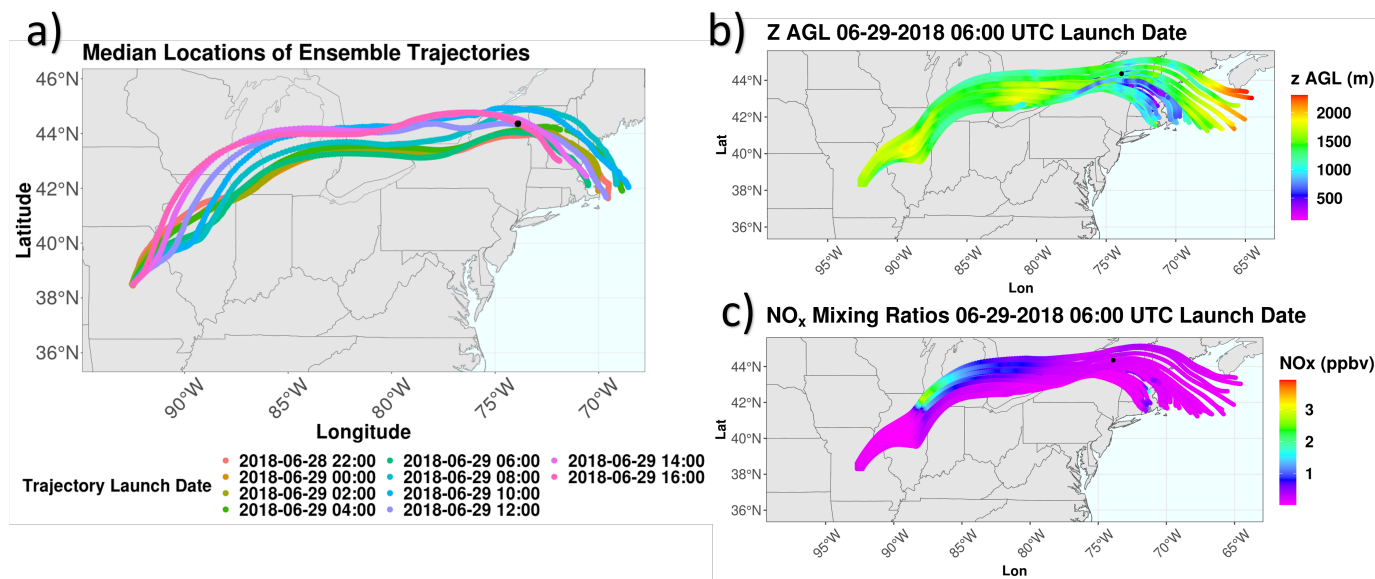 a)
Median Locations of Ensemble Trajectories
46°N
44°N
42°N
40°N
38°N
36°N
Latitude
90°W
85°W
80°W
75°W
70°W
Longitude
Trajectory Launch Date
2018-06-28 22:00
2018-06-29 00:00
2018-06-29 02:00
2018-06-29 04:00
2018-06-29 06:00
2018-06-29 08:00
2018-06-29 10:00
2018-06-29 12:00
2018-06-29 14:00
2018-06-29 16:00
b)
Z AGL 06-29-2018 06:00 UTC Launch Date
44°N
42°N
40°N
38°N
36°N
Lat
95°W
90°W
85°W
80°W
75°W
70°W
65°W
Lon
z AGL (m)
2000
1500
1000
500
c)
NOx Mixing Ratios 06-29-2018 06:00 UTC Launch Date
44°N
42°N
40°N
38°N
36°N
Lat
95°W
90°W
85°W
80°W
75°W
70°W
65°W
Lon
NOx (ppbv)
3
2
1